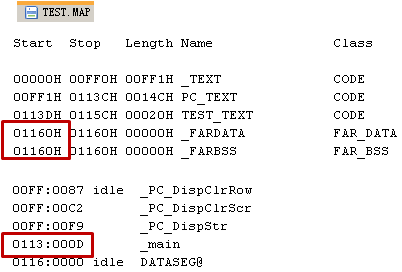 TEST.MAP
Start Stop Length Name Class
00000H 00FF0H 00FF1H _TEXT CODE
00FF1H 0113CH 0014CH PC_TEXT CODE
0113DH 0115CH 00020H TEST_TEXT CODE
01160H 01160H 00000H _FARDATA FAR_DATA
01160H 01160H 00000H _FARBSS FAR_BSS
00FF:0087 idle _PC_DispClrRow
00FF:00C2 _PC_DispClrScr
00FF:00F9 _PC_DispStr
0113:000D _main
0116:0000 idle DATASEG@